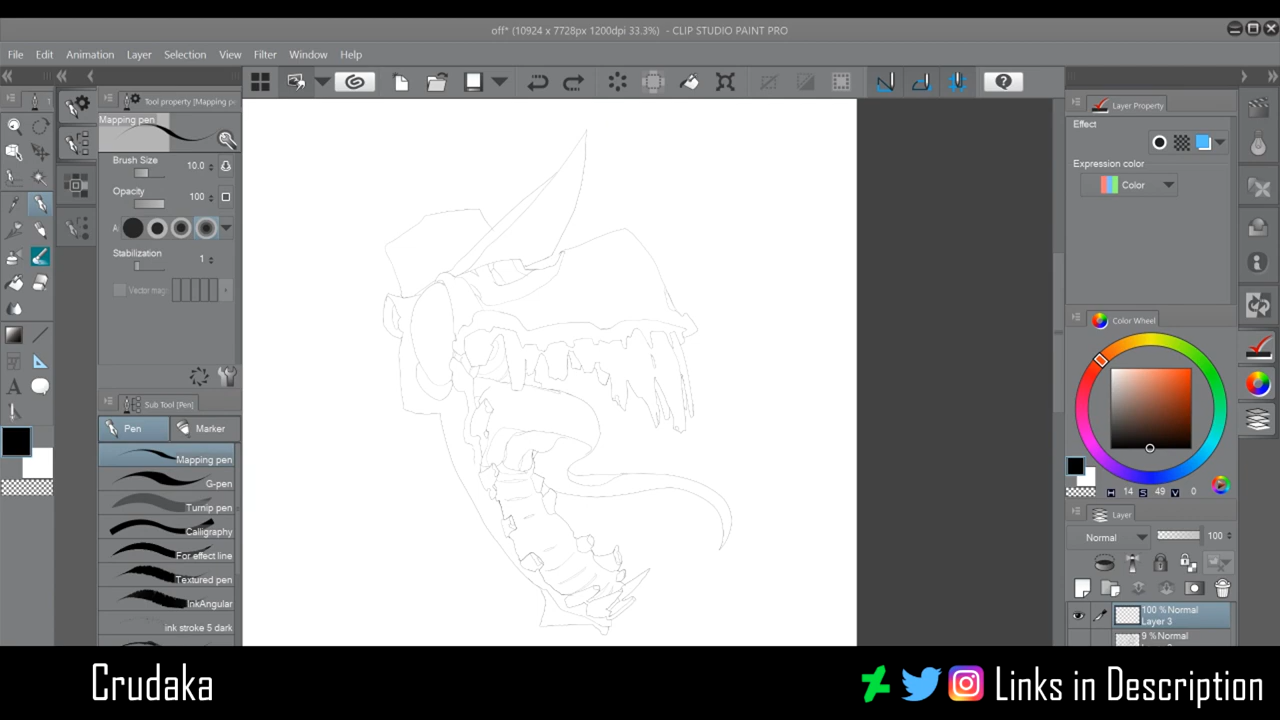 off* (10924 x 7728px 1200dpi 33.3%) - CLIP STUDIO PAINT PRO
File Edit Animation Layer Selection View Filter Window Help
Tool property [Mapping pe
Mapping pen
Brush Size 10.0
Opacity 100
A
Stabilization 1
Vector mag
Sub Tool [Pen]
Pen Marker
Mapping pen
G-pen
Turnip pen
Calligraphy
For effect line
Textured pen
InkAngular
ink stroke 5 dark
Layer Property
Effect
Expression color
Color
Color Wheel
H 14 S 49 V 0
Layer
Normal 100
100 % Normal
Layer 3
9 % Normal
Crudaka
Links in Description